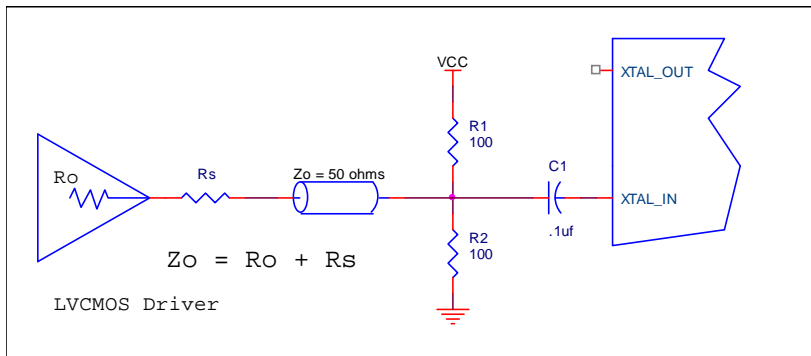 VCC
XTAL_OUT
R1
100
Ro
Rs
Zo = 50 ohms
C1
XTAL_IN
.1uf
R2
100
Zo = Ro + Rs
LVCMOS Driver